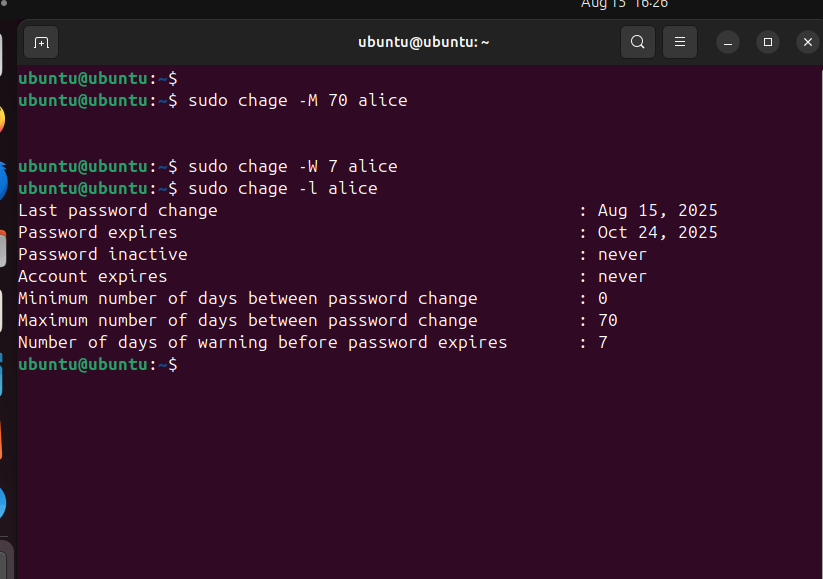 Aug 15 16:26
ubuntu@ubuntu: ~
ubuntu@ubuntu:~$
ubuntu@ubuntu:~$ sudo chage -M 70 alice
ubuntu@ubuntu:~$ sudo chage -W 7 alice
ubuntu@ubuntu:~$ sudo chage -l alice
Last password change : Aug 15, 2025
Password expires : Oct 24, 2025
Password inactive : never
Account expires : never
Minimum number of days between password change : 0
Maximum number of days between password change : 70
Number of days of warning before password expires : 7
ubuntu@ubuntu:~$